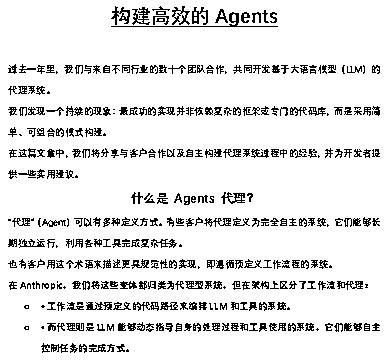 构建高效的 Agents
过去一年里，我们与来自不同行业的数十个团队合作，共同开发基于大语言模型（LLM）的
代理系统。
我们发现一个持续的现象：最成功的实现并非依赖复杂的框架或专门的代码库，而是采用简
单、可组合的模式构建。
在这篇文章中，我们将分享与客户合作以及自主构建代理系统过程中的经验，并为开发者提
供一些实用建议。
什么是 Agents 代理？
"代理"（Agent）可以有多种定义方式。有些客户将代理定义为完全自主的系统，它们能够长
期独立运行，利用各种工具完成复杂任务。
也有客户用这个术语来描述更具规范性的实现，即遵循预定义工作流程的系统。
在 Anthropic，我们将这些变体都归类为代理型系统，但在架构上区分了工作流和代理：
○ • 工作流是通过预定义的代码路径来编排 LLM 和工具的系统。
○ • 而代理则是 LLM 能够动态指导自身的处理过程和工具使用的系统。它们能够自主
控制任务的完成方式。